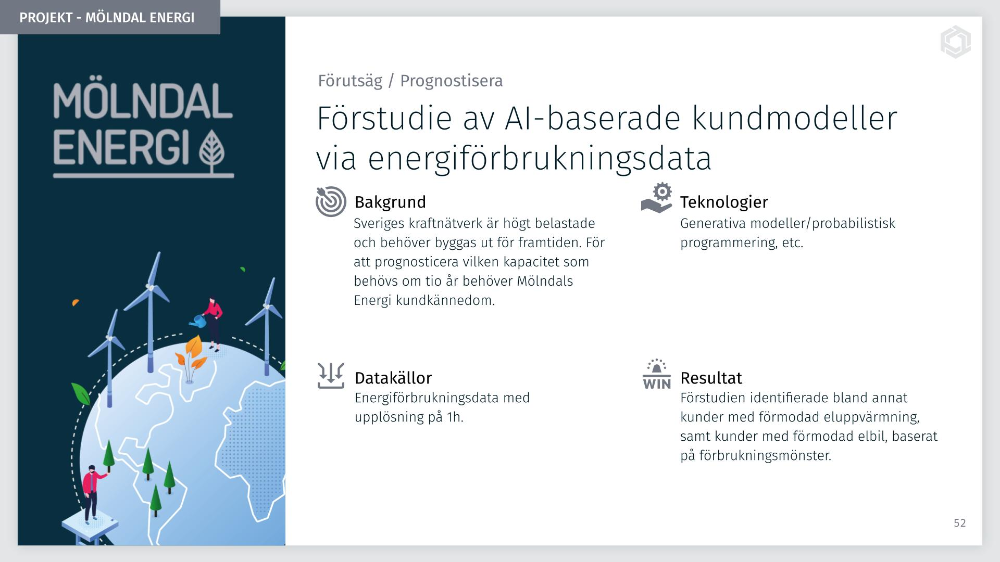 PROJEKT - MÖLNDAL ENERGI
MÖLNDAL
ENERGI
Förutsäg / Prognostisera
Förstudie av AI-baserade kundmodeller
via energiförbrukningsdata
Bakgrund
Sveriges kraftnätverk är högt belastade
och behöver byggas ut för framtiden. För
att prognosticera vilken kapacitet som
behövs om tio år behöver Mölndals
Energi kundkännedom.
Teknologier
Generativa modeller/probabilistisk
programmering, etc.
Datakällor
Energiförbrukningsdata med
upplösning på 1h.
WIN
Resultat
Förstudien identifierade bland annat
kunder med förmodad eluppvärmning,
samt kunder med förmodad elbil, baserat
på förbrukningsmönster.
52